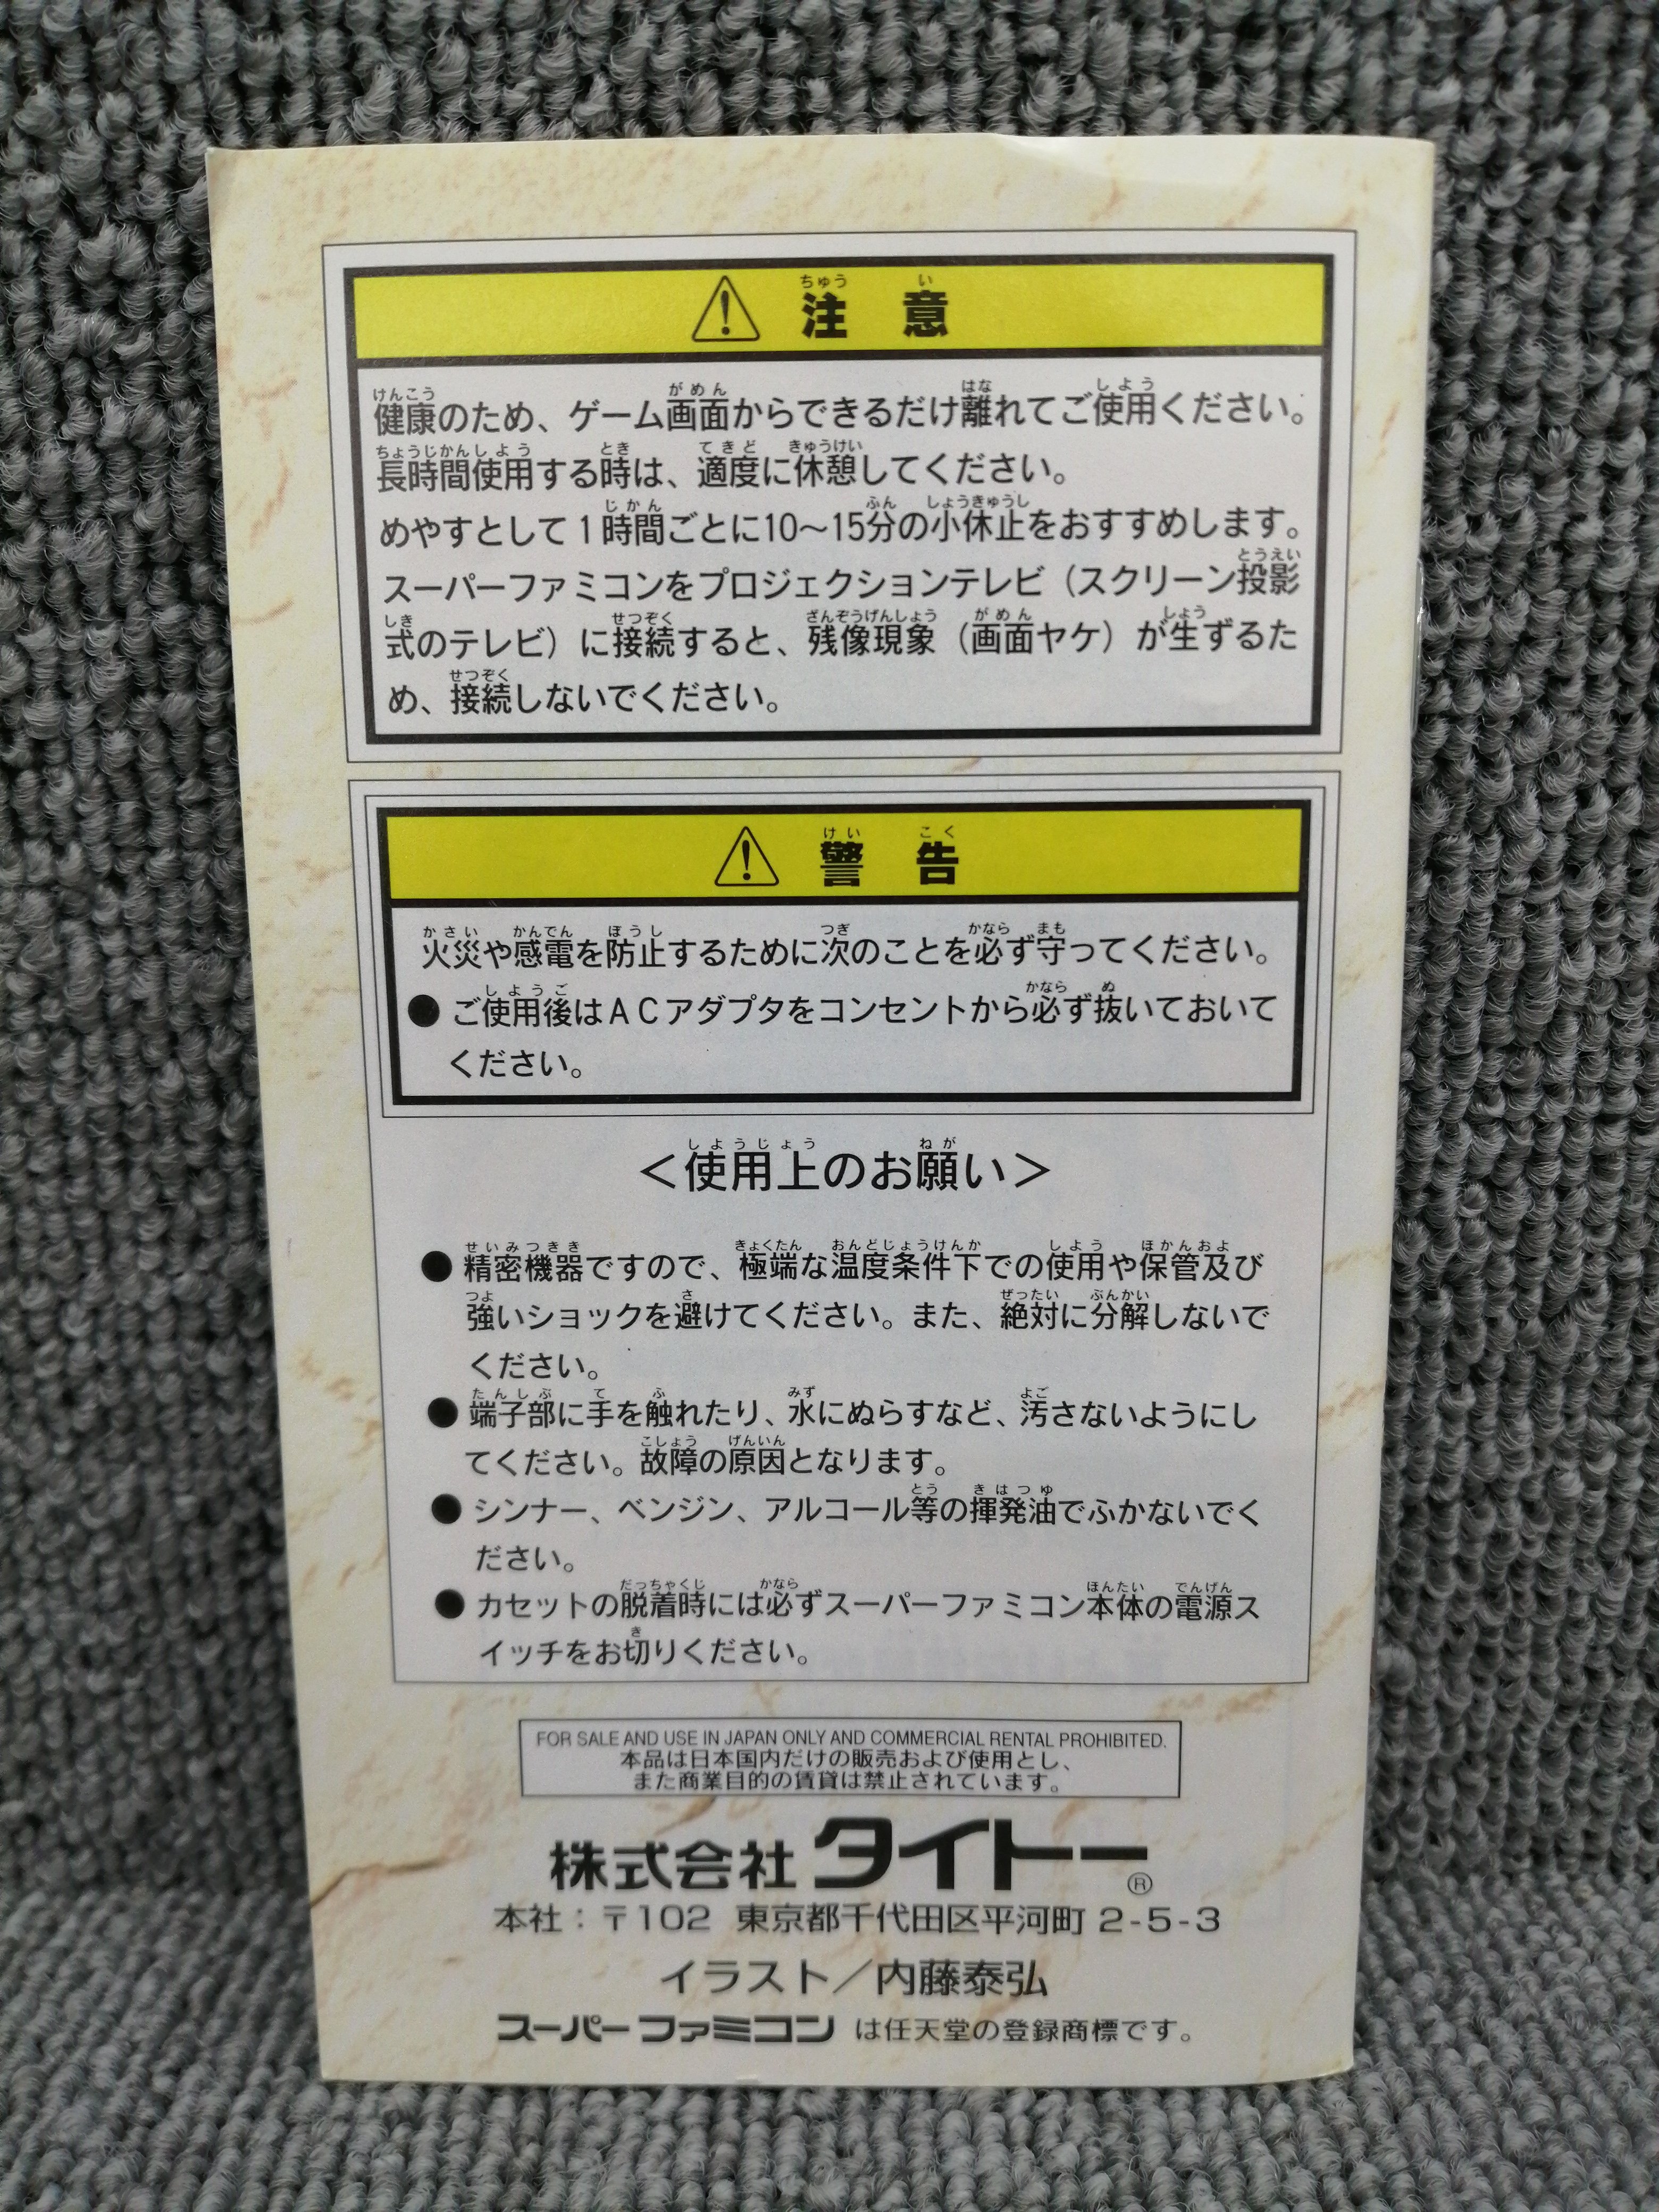 ⚠ 注意
健康のため、ゲーム画面からできるだけ離れてご使用ください。
長時間使用する時は、適度に休憩してください。
めやすとして1時間ごとに10〜15分の小休止をおすすめします。
スーパーファミコンをプロジェクションテレビ（スクリーン投影
式のテレビ）に接続すると、残像現象（画面ヤケ）が生ずるた
め、接続しないでください。
⚠ 警告
火災や感電を防止するために次のことを必ず守ってください。
●ご使用後はACアダプタをコンセントから必ず抜いておいて
ください。
＜使用上のお願い＞
●精密機器ですので、極端な温度条件下での使用や保管及び
強いショックを避けてください。また、絶対に分解しないで
ください。
●端子部に手を触れたり、水にぬらすなど、汚さないようにし
てください。故障の原因となります。
●シンナー、ベンジン、アルコール等の揮発油でふかないでく
ださい。
●カセットの脱着時には必ずスーパーファミコン本体の電源ス
イッチをお切りください。
FOR SALE AND USE IN JAPAN ONLY AND COMMERCIAL RENTAL PROHIBITED.
本品は日本国内だけの販売および使用とし、
また商業目的の賃貸は禁止されています。
株式会社タイトー®
本社：〒102 東京都千代田区平河町 2-5-3
イラスト／内藤泰弘
スーパーファミコン は任天堂の登録商標です。